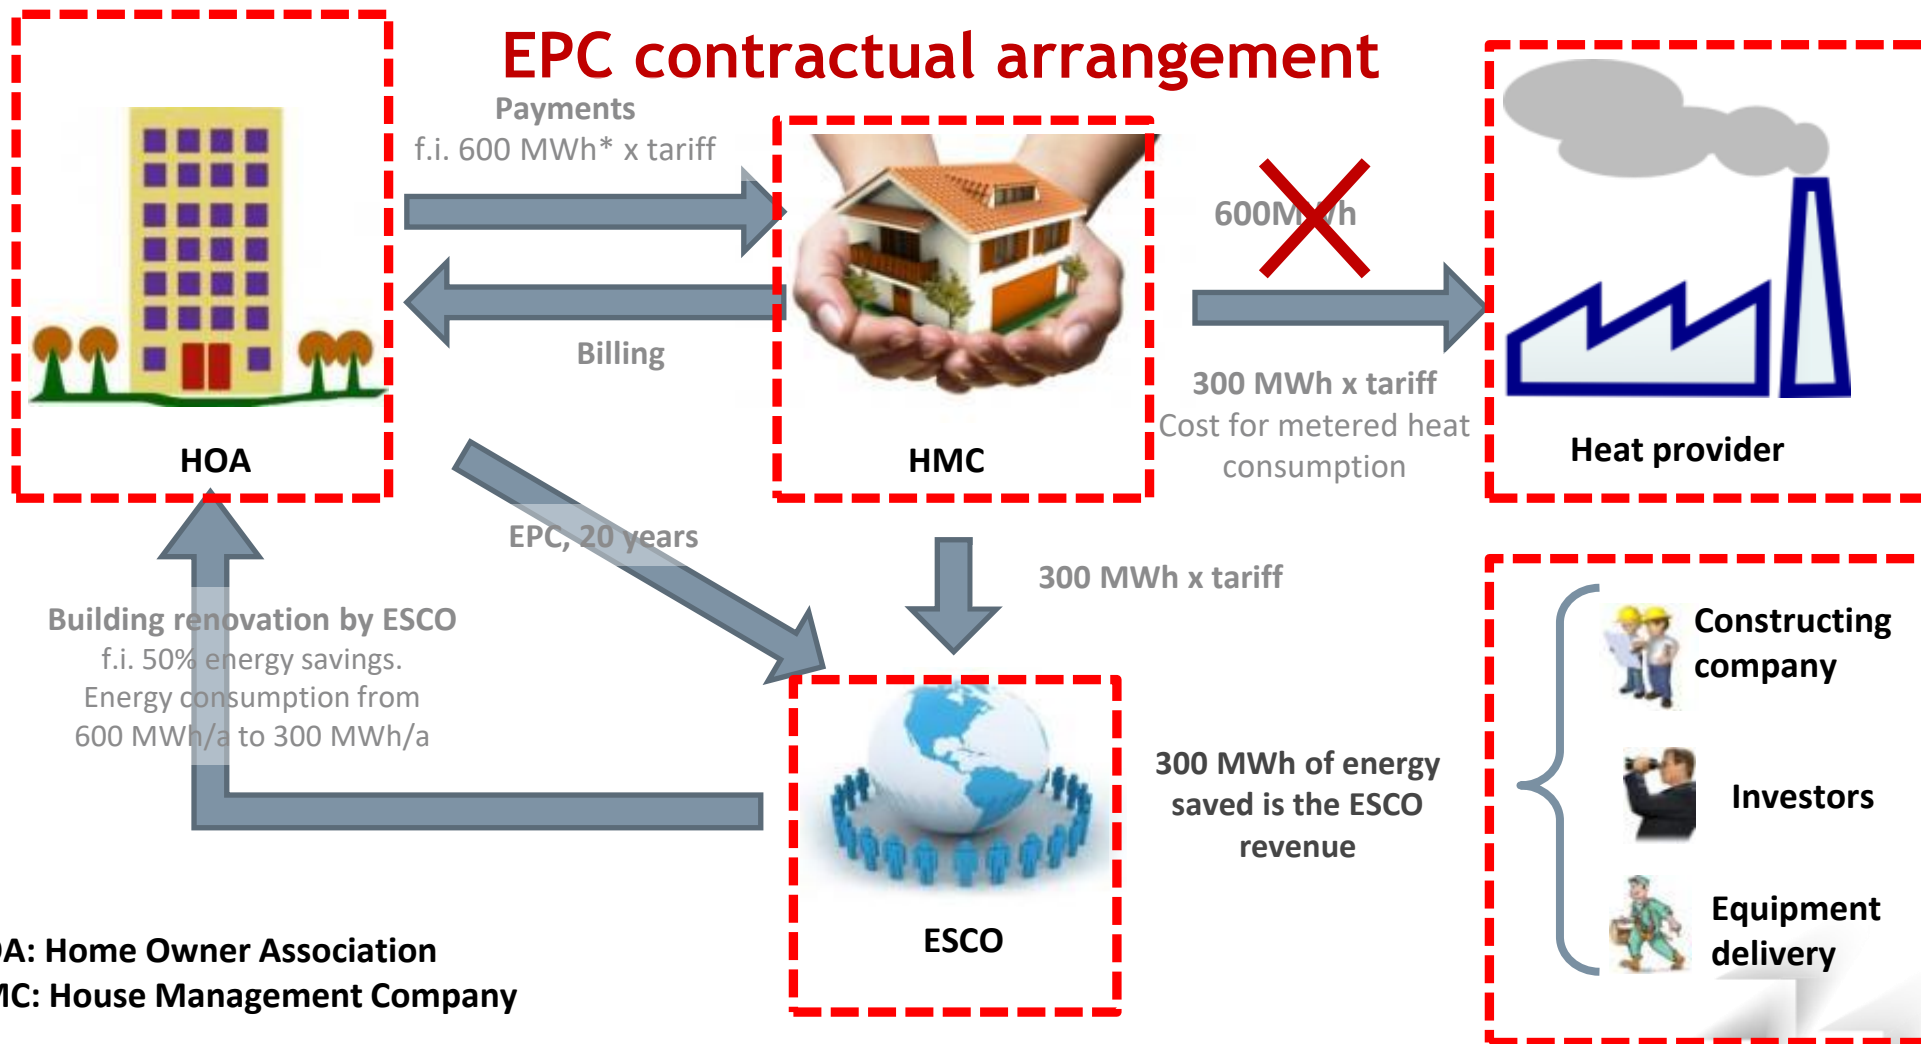 EPC contractual arrangement
Payments
f.i. 600 MWh* x tariff
Billing
HOA
HMC
600MWh
300 MWh x tariff
Cost for metered heat
consumption
Heat provider
EPC, 20 years
300 MWh x tariff
Building renovation by ESCO
f.i. 50% energy savings.
Energy consumption from
600 MWh/a to 300 MWh/a
ESCO
300 MWh of energy
saved is the ESCO
revenue
Constructing
company
Investors
Equipment
delivery
OA: Home Owner Association
MC: House Management Company